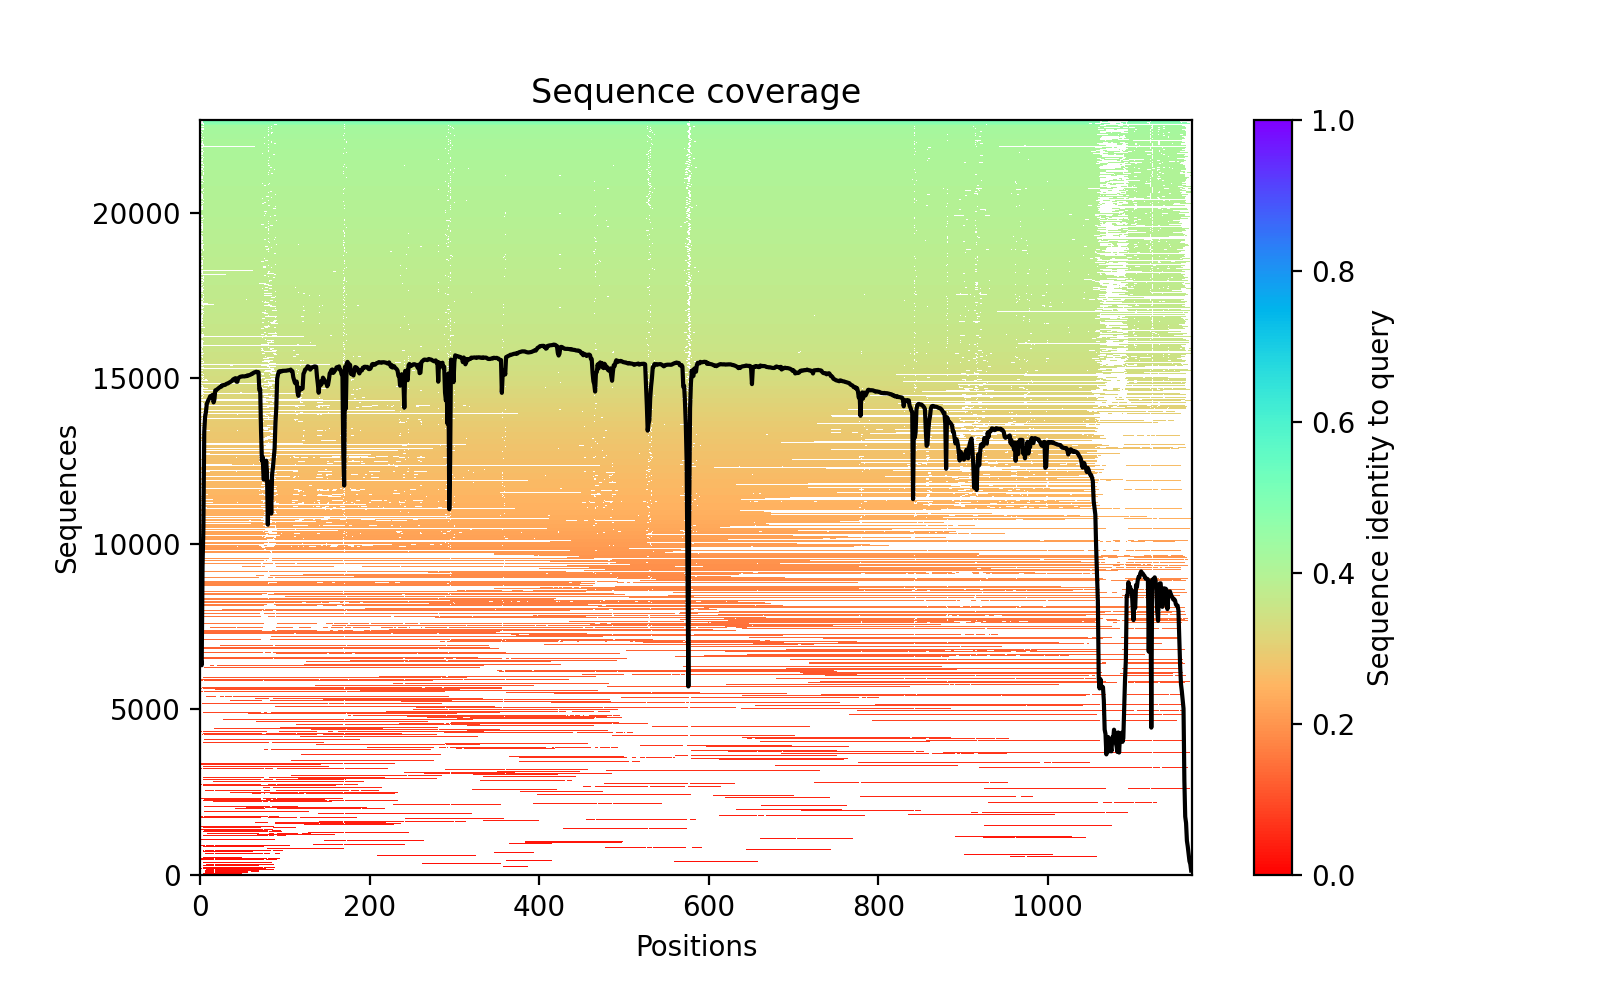 Sequence coverage
Sequences
20000
15000
10000
5000
0
0 200 400 600 800 1000
Positions
1.0
0.8
0.6
0.4
0.2
0.0
Sequence identity to query